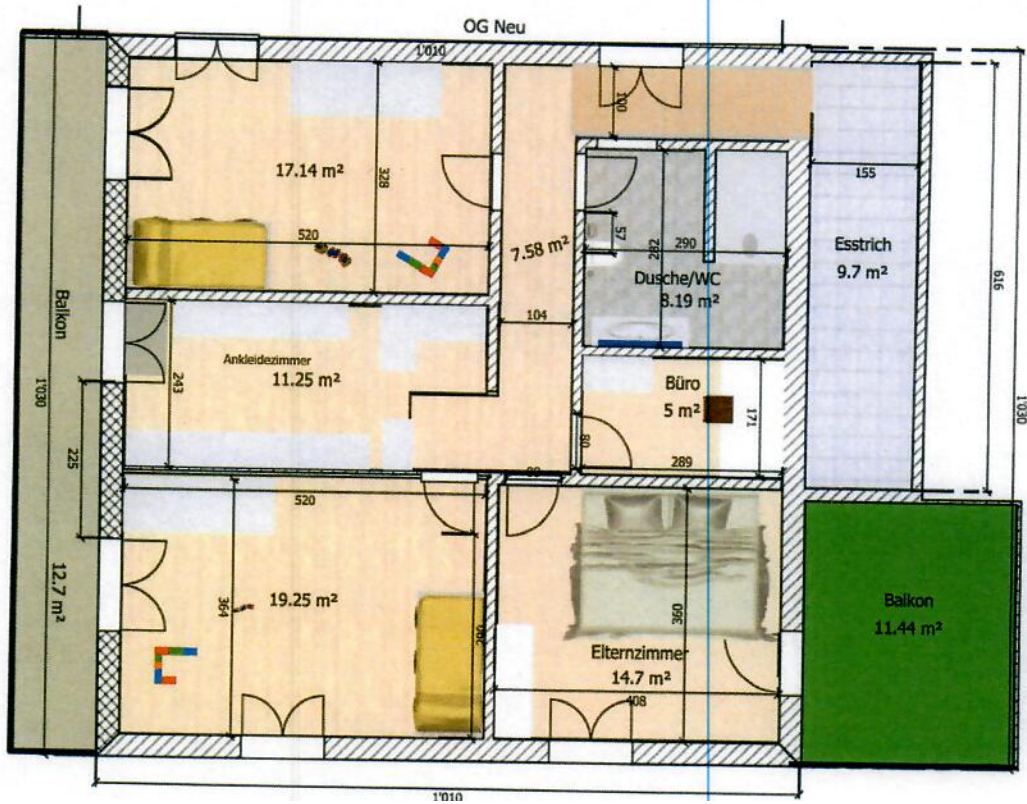 OG Neu
1'010
100
17.14 m²
328
520
7.58 m²
57
282
290
Dusche/WC
8.19 m²
155
Esstrich
9.7 m²
616
Balkon
1'030
12.7 m²
104
Ankleidezimmer
11.25 m²
243
225
Büro
5 m²
171
80
289
1'030
520
364
19.25 m²
360
Elternzimmer
14.7 m²
408
Balkon
11.44 m²
1'010